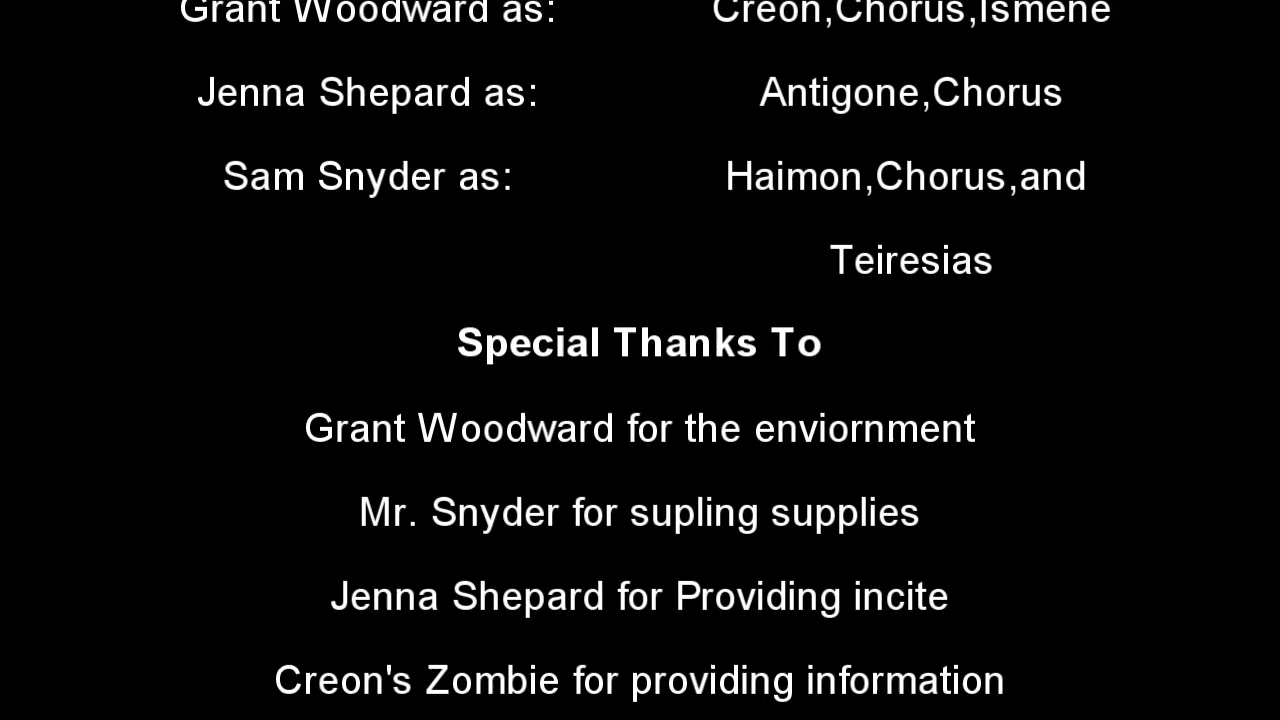 Grant Woodward as: Creon,Chorus,Ismene
Jenna Shepard as: Antigone,Chorus
Sam Snyder as: Haimon,Chorus,and
Teiresias
Special Thanks To
Grant Woodward for the enviornment
Mr. Snyder for supling supplies
Jenna Shepard for Providing incite
Creon's Zombie for providing information